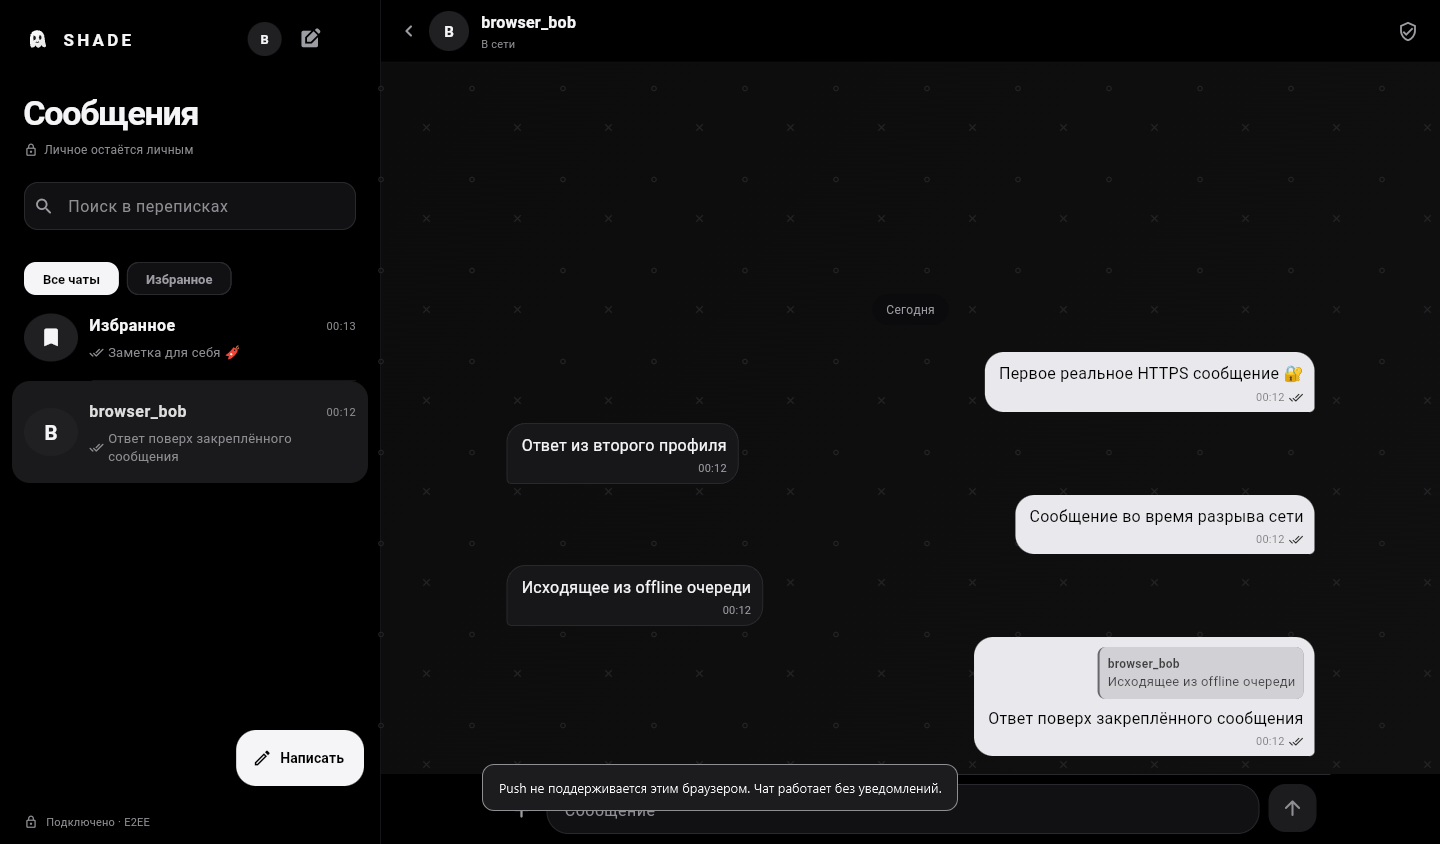 SHADE
B
Сообщения
Личное остаётся личным
Поиск в переписках
Все чаты
Избранное
Избранное
00:13
Заметка для себя 🧨
B
browser_bob
00:12
Ответ поверх закреплённого
сообщения
Написать
Подключено · E2EE
B
browser_bob
В сети
Сегодня
Первое реальное HTTPS сообщение 🔐
00:12
Ответ из второго профиля
00:12
Сообщение во время разрыва сети
00:12
Исходящее из offline очереди
00:12
browser_bob
Исходящее из offline очереди
Ответ поверх закреплённого сообщения
00:12
Push не поддерживается этим браузером. Чат работает без уведомлений.
Сообщение